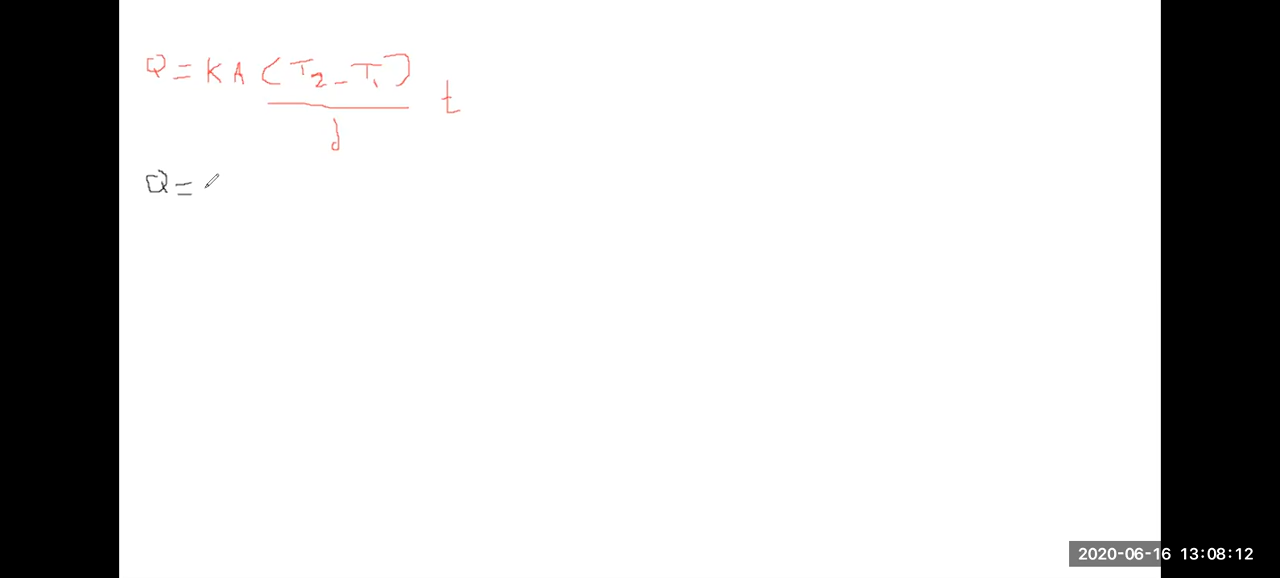 Q = KA (T₂ - T₁) t
d
Q =
2020-06-16 13:08:12